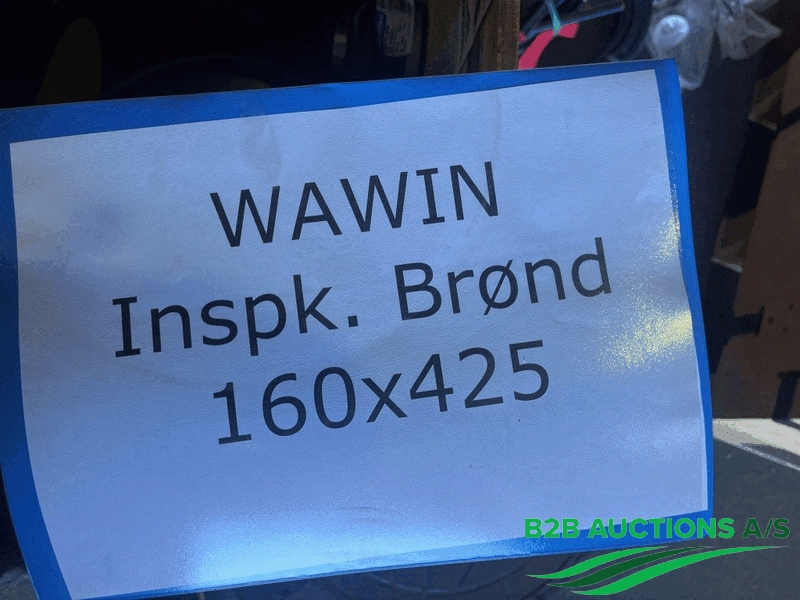 WAWIN
Inspk. Brønd
160x425
B2B AUCTIONS A/S